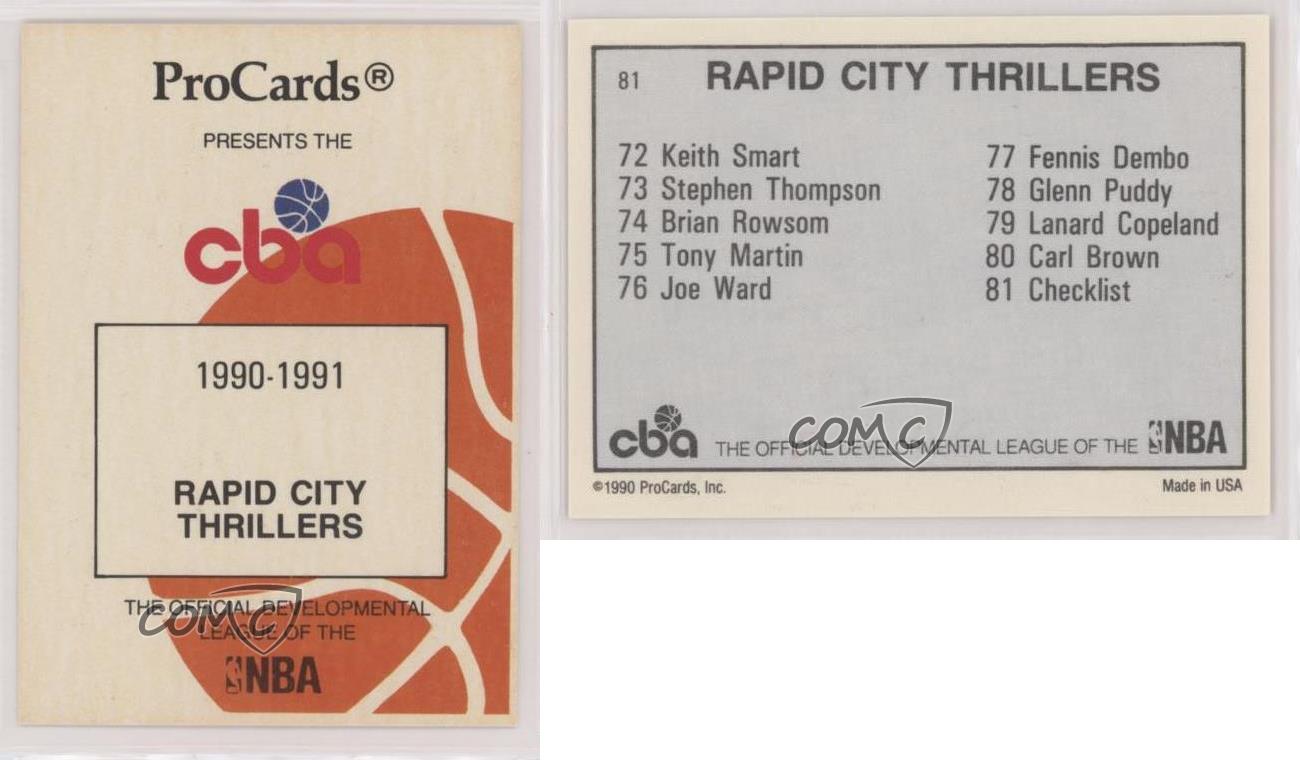 ProCards®
PRESENTS THE
cba
1990-1991
RAPID CITY
THRILLERS
THE OFFICIAL DEVELOPMENTAL
LEAGUE OF THE
NBA
COMC
81 RAPID CITY THRILLERS
72 Keith Smart
73 Stephen Thompson
74 Brian Rowsom
75 Tony Martin
76 Joe Ward
77 Fennis Dembo
78 Glenn Puddy
79 Lanard Copeland
80 Carl Brown
81 Checklist
cba THE OFFICIAL DEVELOPMENTAL LEAGUE OF THE NBA
COMC
©1990 ProCards, Inc. Made in USA